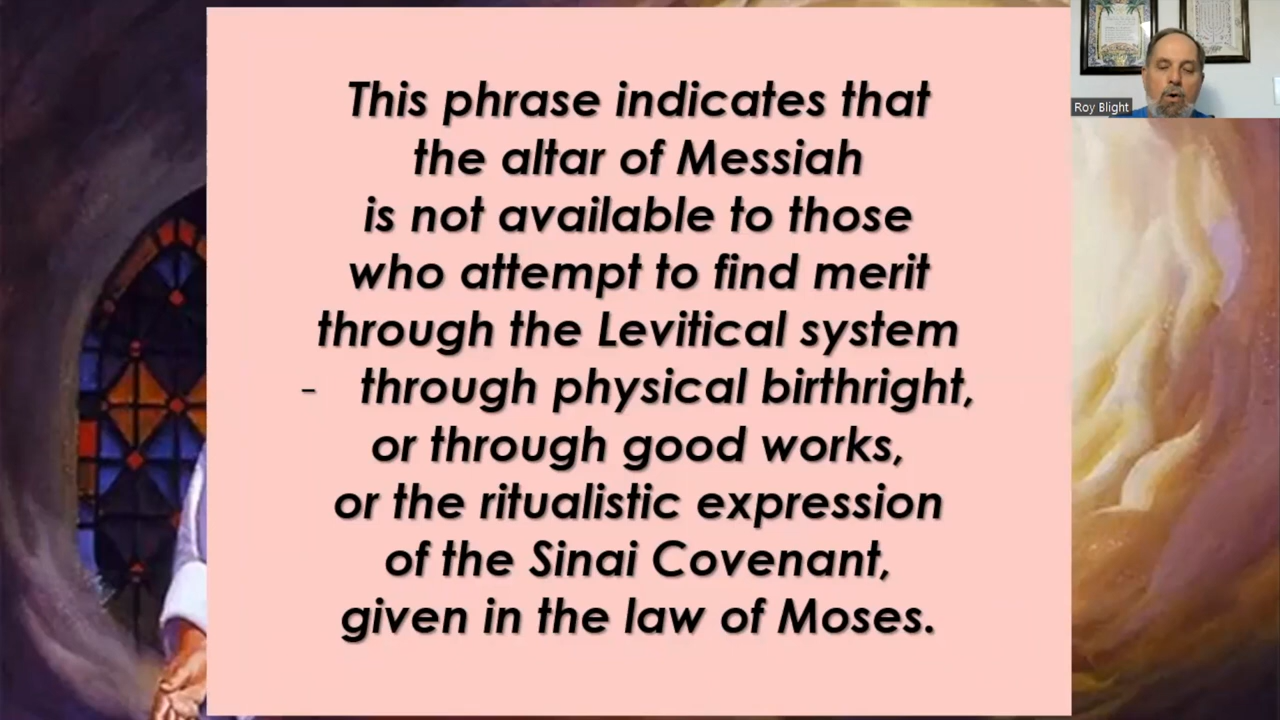 This phrase indicates that
the altar of Messiah
is not available to those
who attempt to find merit
through the Levitical system
- through physical birthright,
or through good works,
or the ritualistic expression
of the Sinai Covenant,
given in the law of Moses.
Roy Blight